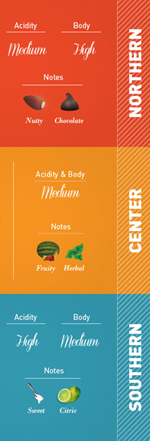 Acidity Body
Medium High
Notes
Nutty Chocolate
NORTHERN
Acidity & Body
Medium
Notes
Fruity Herbal
CENTER
Acidity Body
High Medium
Notes
Sweet Citric
SOUTHERN